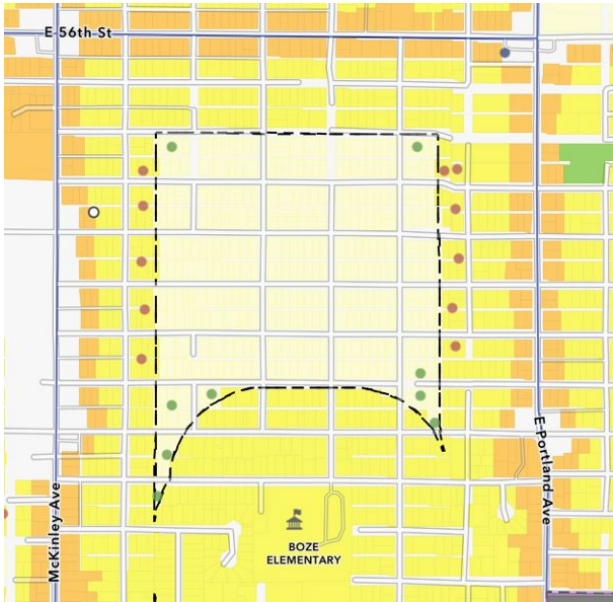 E 56th St
E Portland Ave
McKinley Ave
BOZE
ELEMENTARY